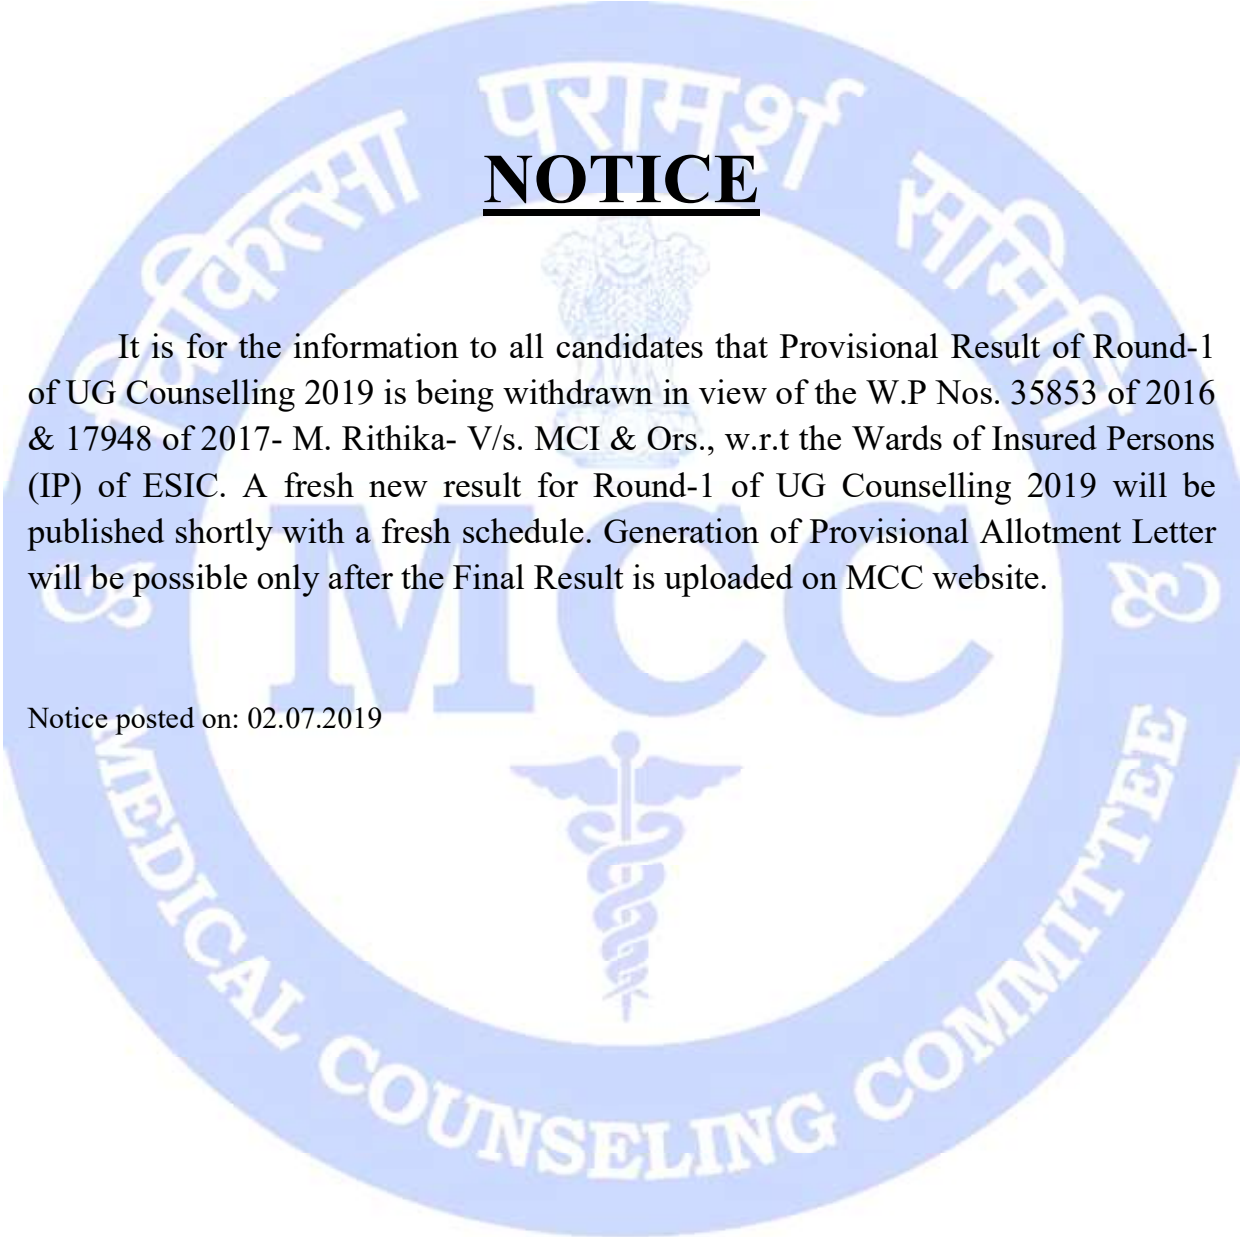 चिकित्सा परामर्श समिति
NOTICE
It is for the information to all candidates that Provisional Result of Round-1
of UG Counselling 2019 is being withdrawn in view of the W.P Nos. 35853 of 2016
& 17948 of 2017- M. Rithika- V/s. MCI & Ors., w.r.t the Wards of Insured Persons
(IP) of ESIC. A fresh new result for Round-1 of UG Counselling 2019 will be
published shortly with a fresh schedule. Generation of Provisional Allotment Letter
will be possible only after the Final Result is uploaded on MCC website.
MCC
Notice posted on: 02.07.2019
MEDICAL COUNSELING COMMITTEE